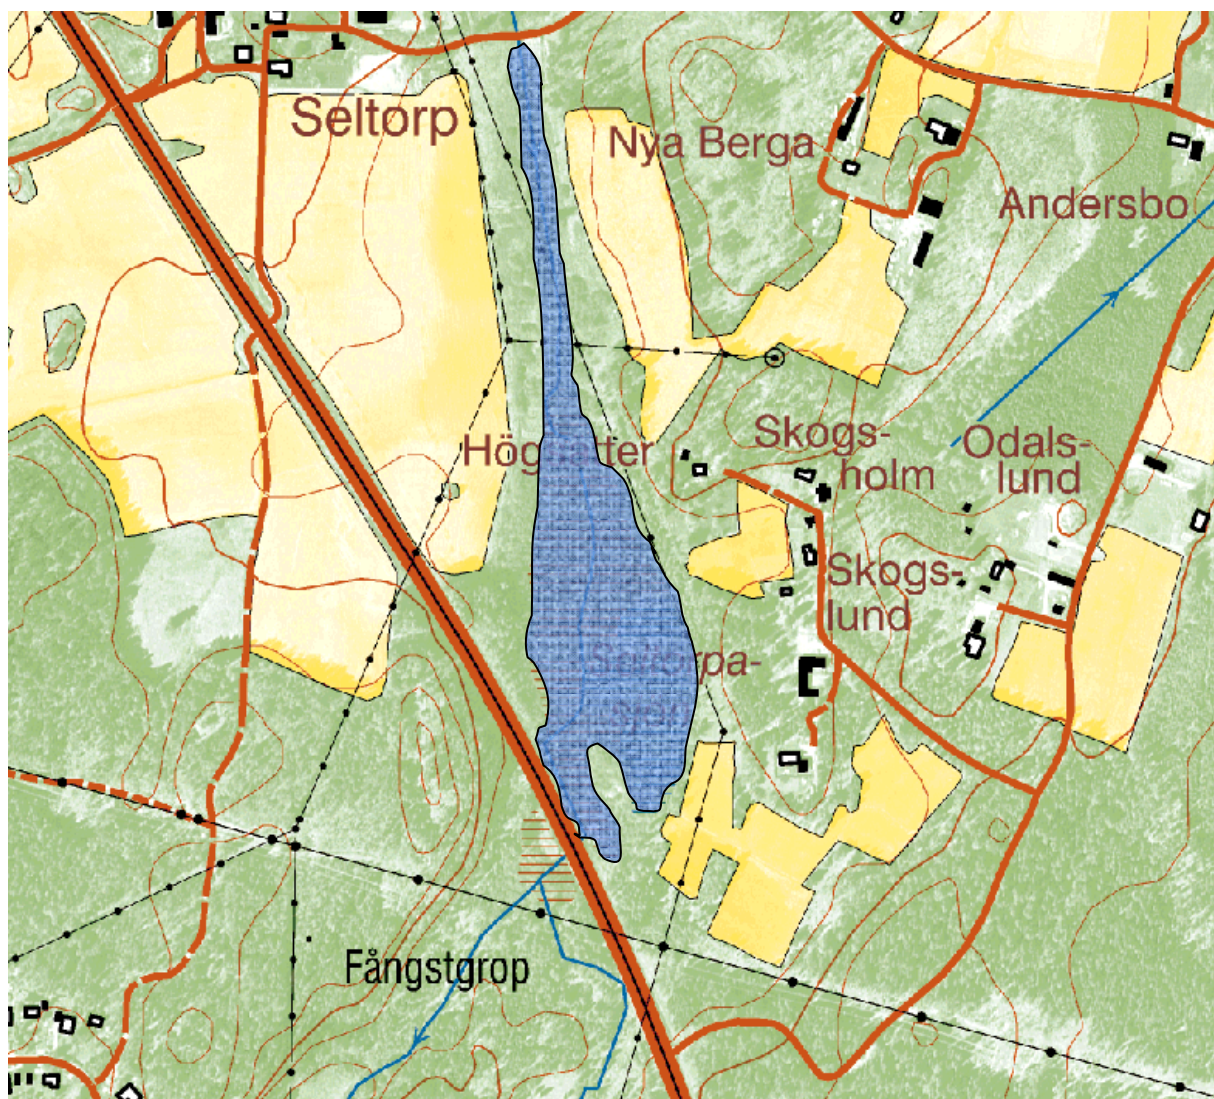 Seltorp
Nya Berga
Andersbo
Skogs-
holm
Odals-
lund
Skogs-
lund
Fångstgrop